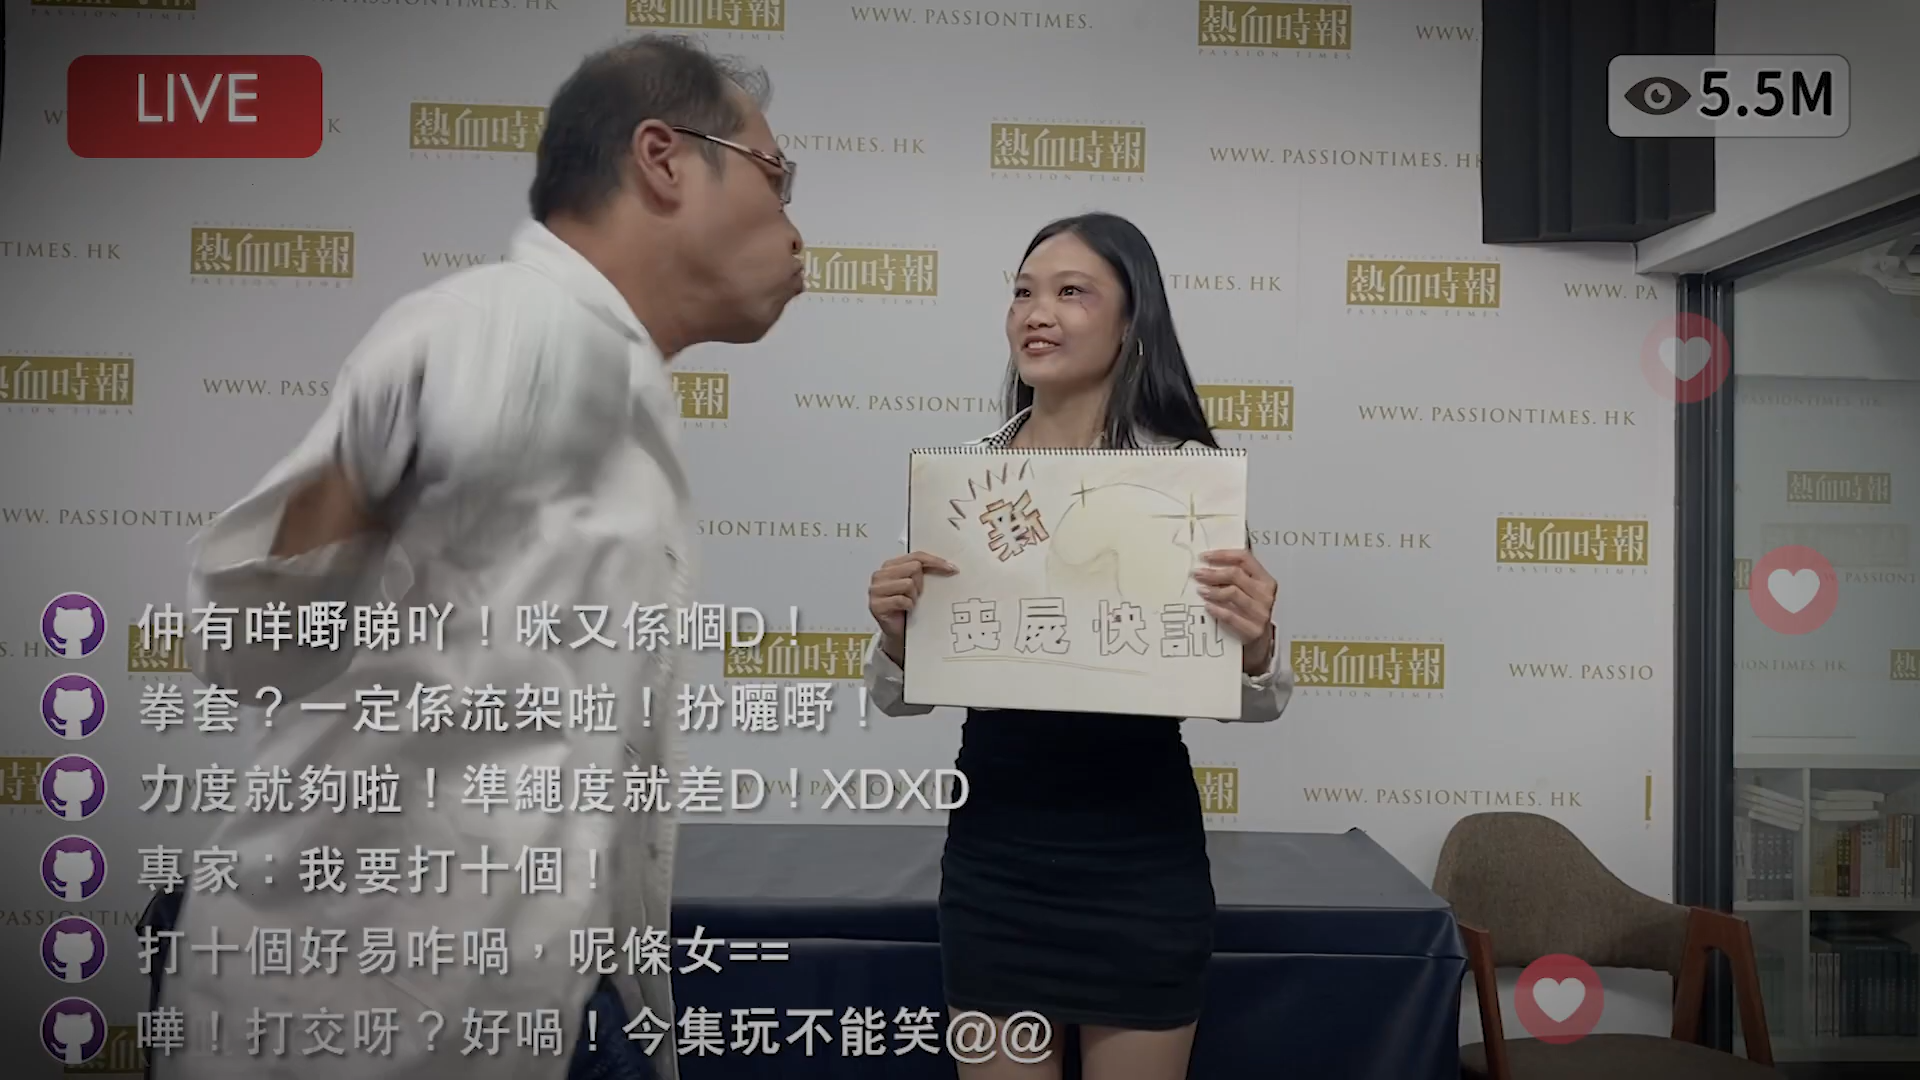 LIVE
5.5M
熱血時報
PASSION TIMES
WWW. PASSIONTIMES. HK
新
喪屍 快訊
仲有咩嘢睇吖！咪又係嗰D！
拳套？一定係流架啦！扮曬嘢！
力度就夠啦！準繩度就差D！XDXD
專家：我要打十個！
打十個好易咋喎，呢條女==
嘩！打交呀？好喎！今集玩不能笑@@